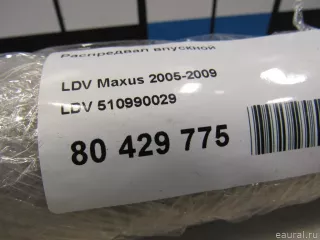 Распредвал впускной
LDV Maxus 2005-2009
LDV 510990029
80 429 775
eaural.ru